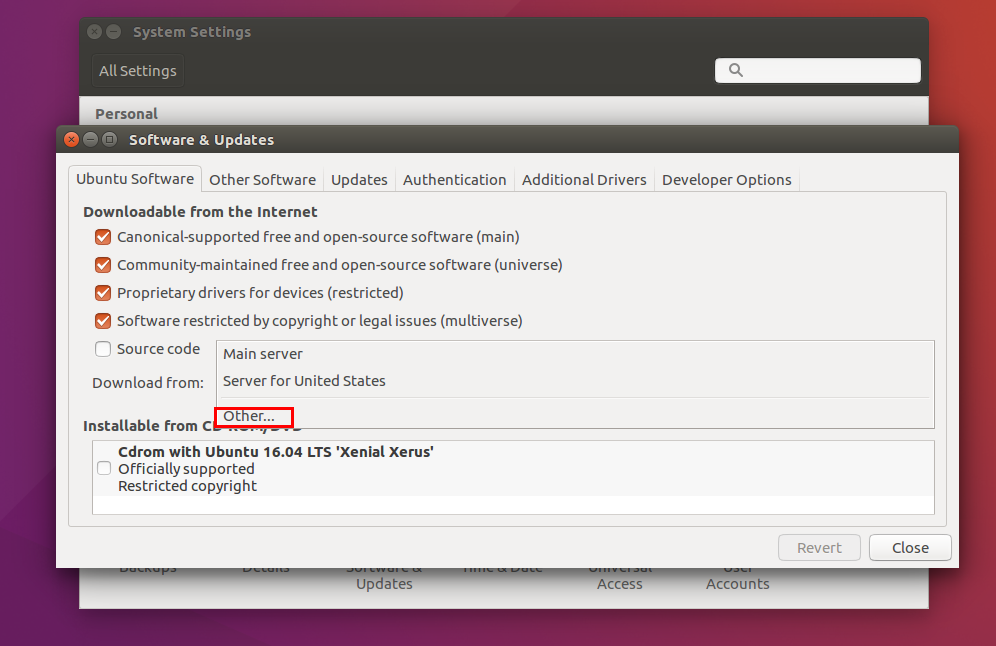 System Settings
All Settings
Personal
Software & Updates
Ubuntu Software Other Software Updates Authentication Additional Drivers Developer Options
Downloadable from the Internet
Canonical-supported free and open-source software (main)
Community-maintained free and open-source software (universe)
Proprietary drivers for devices (restricted)
Software restricted by copyright or legal issues (multiverse)
Source code
Main server
Download from:
Server for United States
Other...
Installable from CD-ROM/DVD
Cdrom with Ubuntu 16.04 LTS 'Xenial Xerus'
Officially supported
Restricted copyright
Revert Close
Backups Details Software & Time & Date Universal User
Updates Access Accounts